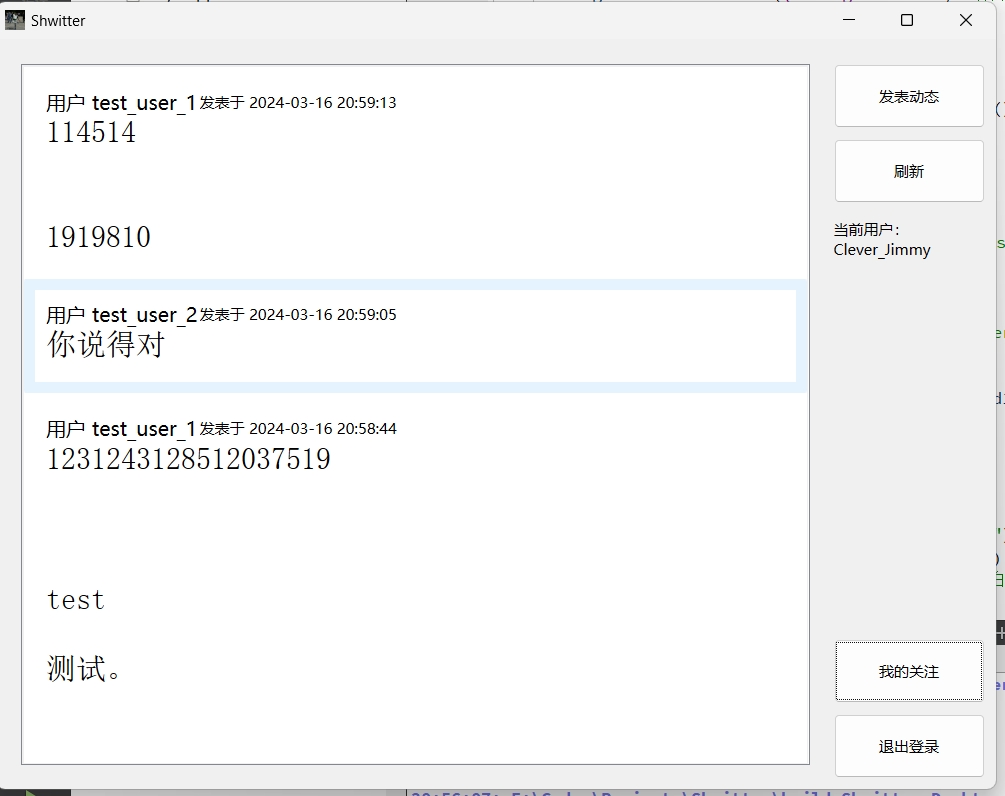 Shwitter
用户 test_user_1 发表于 2024-03-16 20:59:13
114514
1919810
用户 test_user_2 发表于 2024-03-16 20:59:05
你说得对
用户 test_user_1 发表于 2024-03-16 20:58:44
1231243128512037519
test
测试。
发表动态
刷新
当前用户：
Clever_Jimmy
我的关注
退出登录